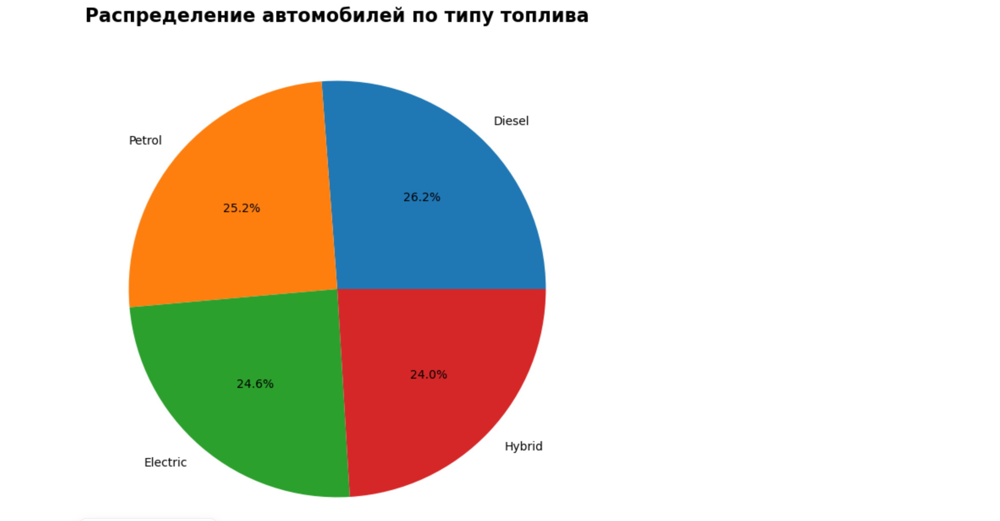 Распределение автомобилей по типу топлива
Diesel
Petrol
26.2%
25.2%
24.0%
24.6%
Hybrid
Electric